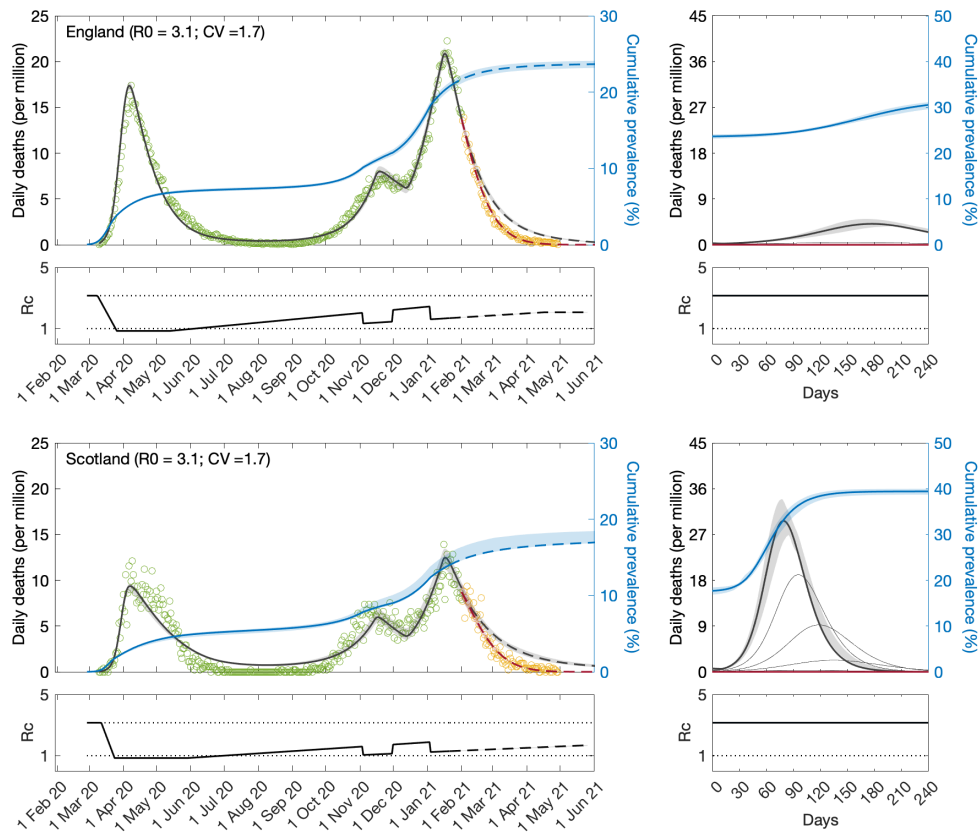 England (R0 = 3.1; CV =1.7)
Daily deaths (per million)
25
20
15
10
5
0
30
20
10
0
Cumulative prevalence (%)
Rc
5
1
1 Feb 20
1 Mar 20
1 Apr 20
1 May 20
1 Jun 20
1 Jul 20
1 Aug 20
1 Sep 20
1 Oct 20
1 Nov 20
1 Dec 20
1 Jan 21
1 Feb 21
1 Mar 21
1 Apr 21
1 May 21
1 Jun 21
Daily deaths (per million)
45
36
27
18
9
0
50
40
30
20
10
0
Cumulative prevalence (%)
Rc
5
1
0
30
60
90
120
150
180
210
240
Days
Scotland (R0 = 3.1; CV =1.7)
Daily deaths (per million)
25
20
15
10
5
0
30
20
10
0
Cumulative prevalence (%)
Rc
5
1
1 Feb 20
1 Mar 20
1 Apr 20
1 May 20
1 Jun 20
1 Jul 20
1 Aug 20
1 Sep 20
1 Oct 20
1 Nov 20
1 Dec 20
1 Jan 21
1 Feb 21
1 Mar 21
1 Apr 21
1 May 21
1 Jun 21
Daily deaths (per million)
45
36
27
18
9
0
50
40
30
20
10
0
Cumulative prevalence (%)
Rc
5
1
0
30
60
90
120
150
180
210
240
Days